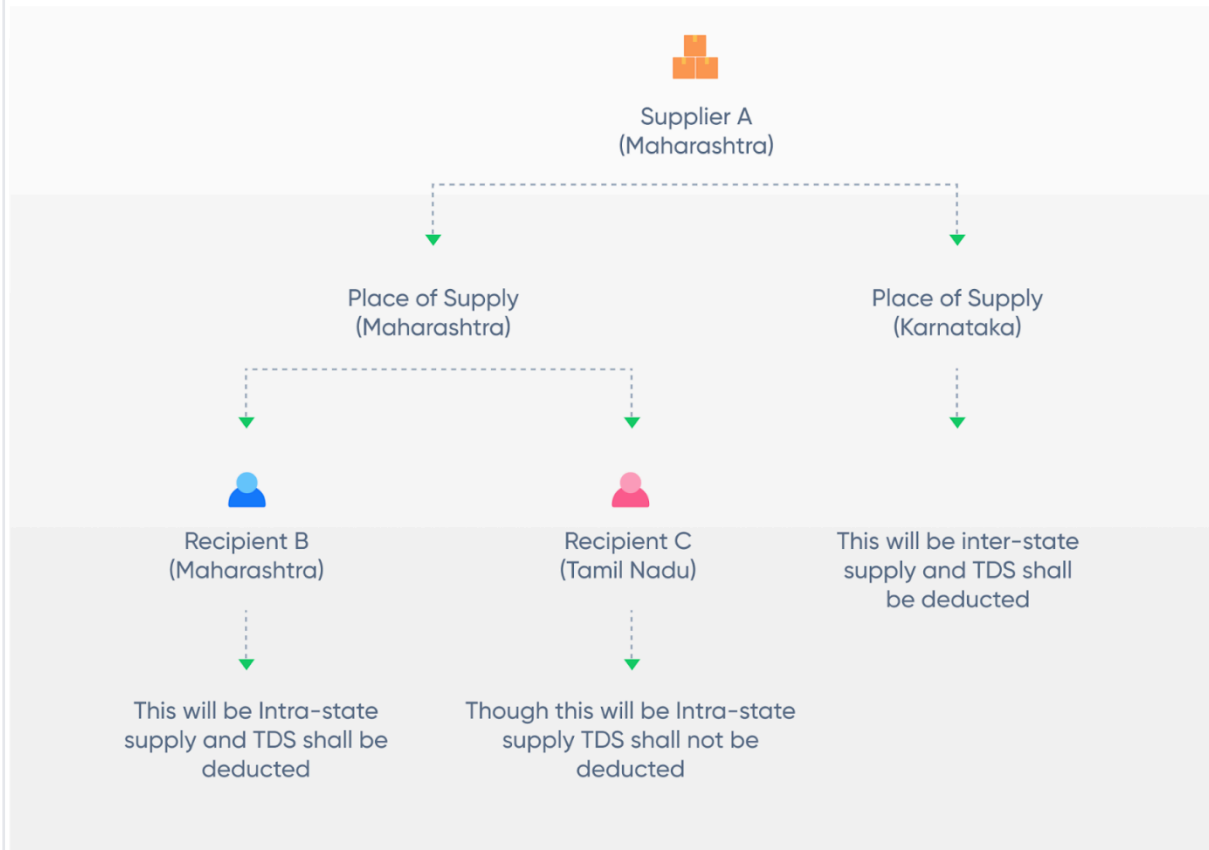 Supplier A
(Maharashtra)
Place of Supply
(Maharashtra)
Place of Supply
(Karnataka)
Recipient B
(Maharashtra)
Recipient C
(Tamil Nadu)
This will be inter-state
supply and TDS shall
be deducted
This will be Intra-state
supply and TDS shall be
deducted
Though this will be Intra-state
supply TDS shall not be
deducted